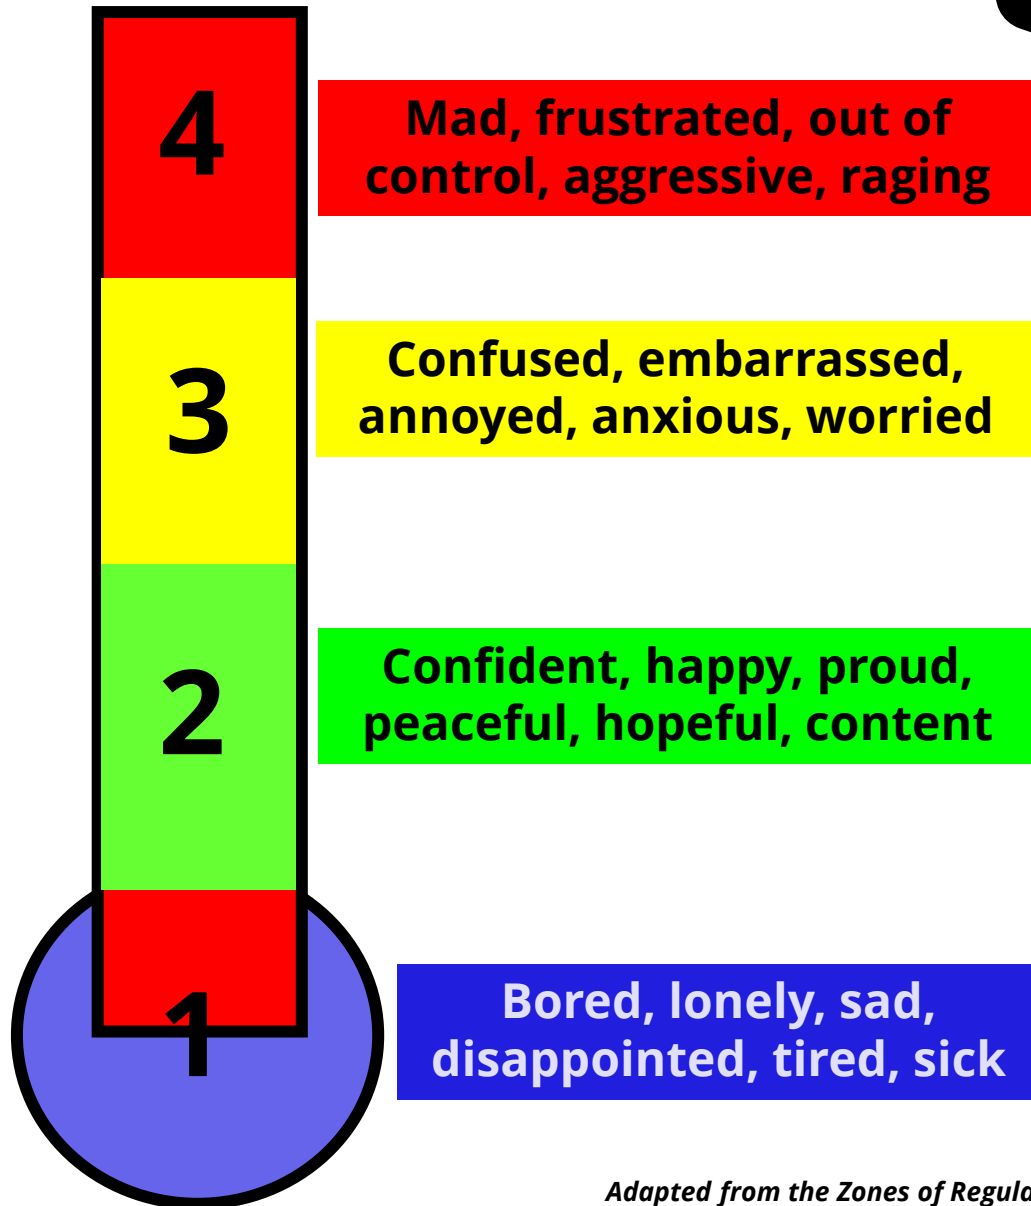 4
Mad, frustrated, out of
control, aggressive, raging
3
Confused, embarrassed,
annoyed, anxious, worried
2
Confident, happy, proud,
peaceful, hopeful, content
1
Bored, lonely, sad,
disappointed, tired, sick
Adapted from the Zones of